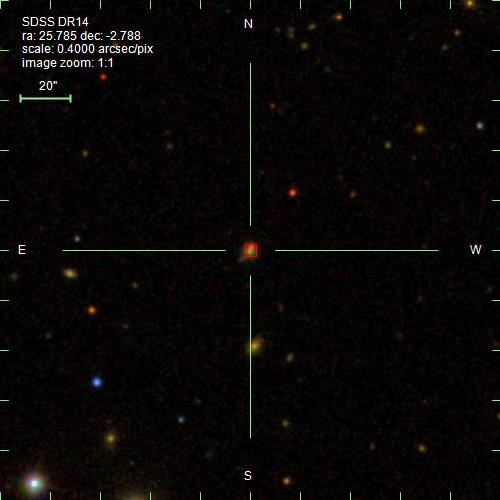 SDSS DR14
ra: 25.785 dec: -2.788
scale: 0.4000 arcsec/pix
image zoom: 1:1
20"
N
E
W
S